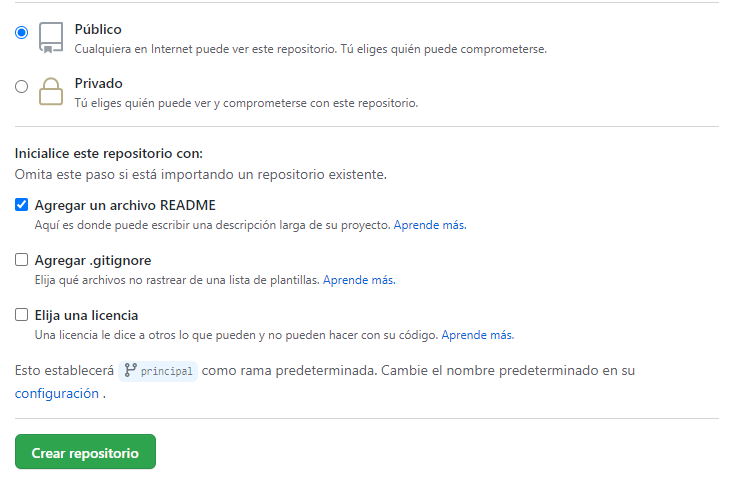 Público
Cualquiera en Internet puede ver este repositorio. Tú eliges quién puede comprometerse.
Privado
Tú eliges quién puede ver y comprometerse con este repositorio.
Inicialice este repositorio con:
Omita este paso si está importando un repositorio existente.
Agregar un archivo README
Aquí es donde puede escribir una descripción larga de su proyecto. Aprende más.
Agregar .gitignore
Elija qué archivos no rastrear de una lista de plantillas. Aprende más.
Elija una licencia
Una licencia le dice a otros lo que pueden y no pueden hacer con su código. Aprende más.
Esto establecerá principal como rama predeterminada. Cambie el nombre predeterminado en su
configuración .
Crear repositorio